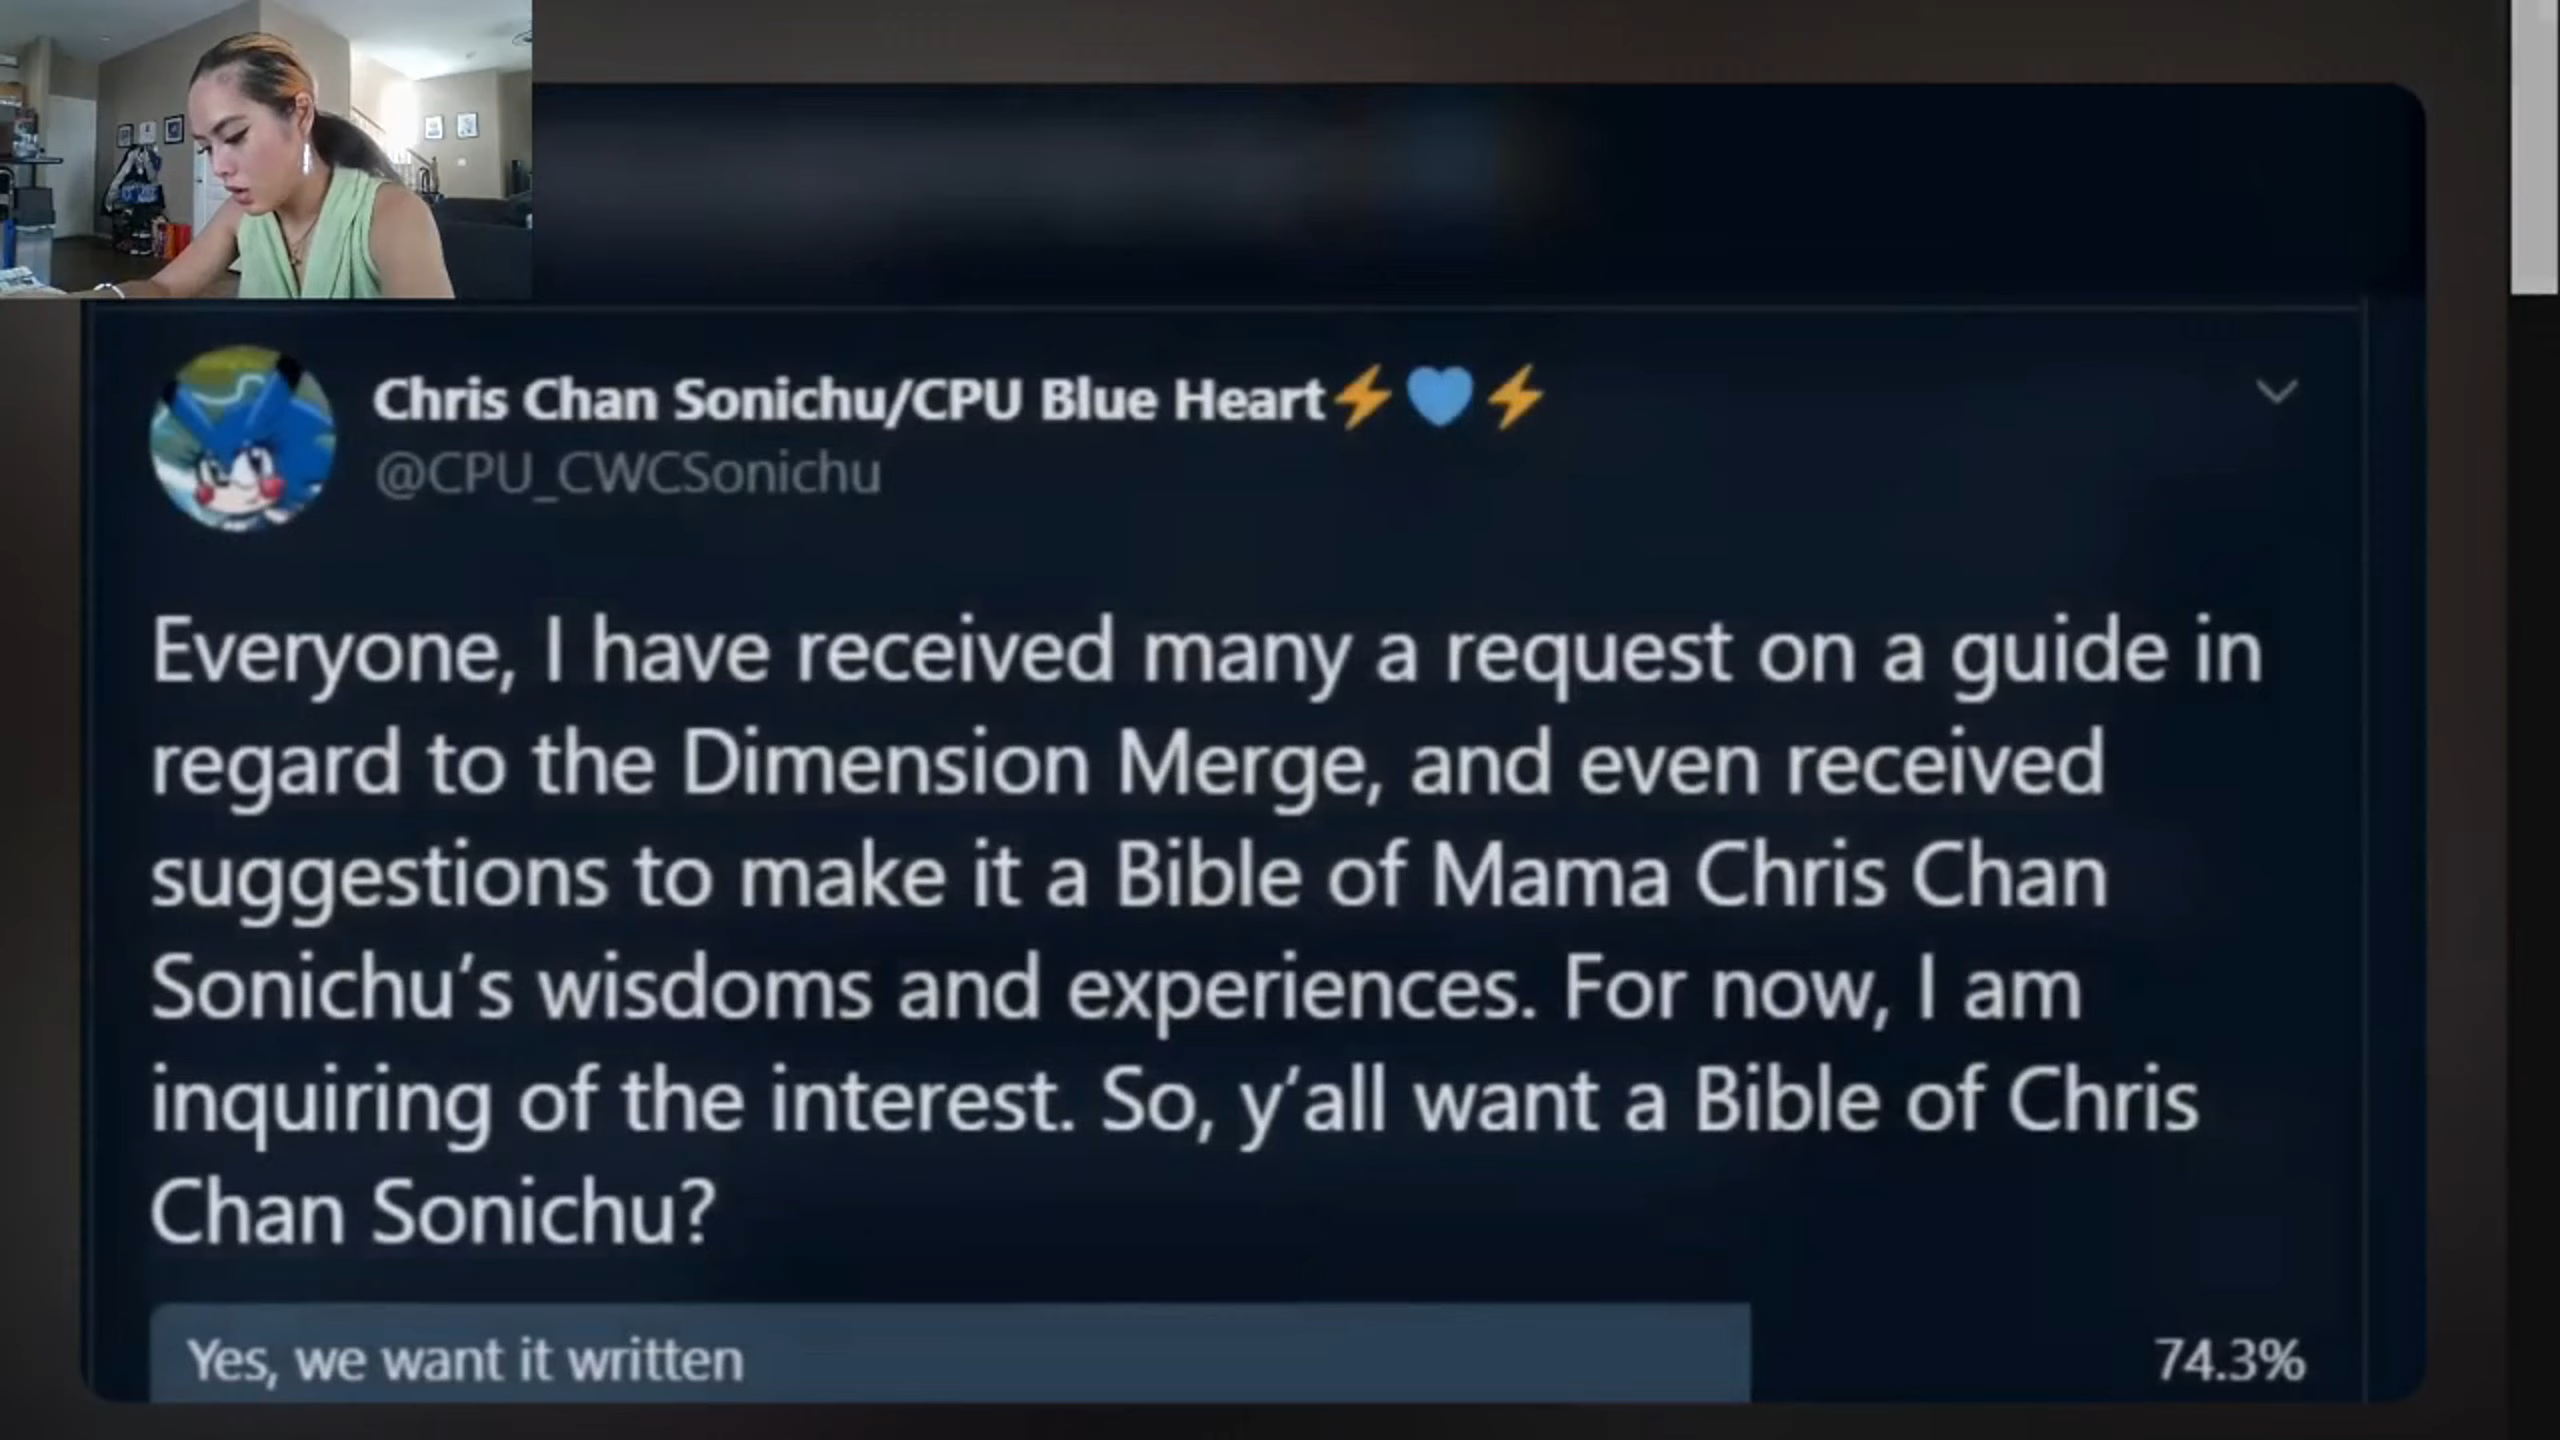 Chris Chan Sonichu/CPU Blue Heart⚡💙⚡
@CPU_CWCSonichu
Everyone, I have received many a request on a guide in
regard to the Dimension Merge, and even received
suggestions to make it a Bible of Mama Chris Chan
Sonichu’s wisdoms and experiences. For now, I am
inquiring of the interest. So, y’all want a Bible of Chris
Chan Sonichu?
Yes, we want it written 74.3%